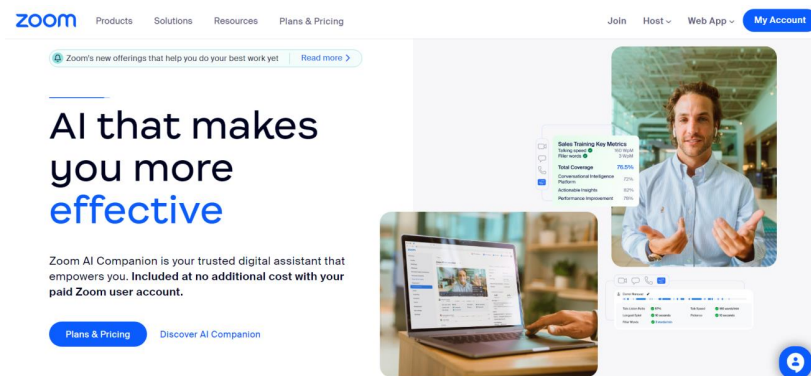 zoom
Products Solutions Resources Plans & Pricing
Join Host Web App My Account
Zoom's new offerings that help you do your best work yet Read more
AI that makes
you more
effective
Zoom AI Companion is your trusted digital assistant that
empowers you. Included at no additional cost with your
paid Zoom user account.
Plans & Pricing Discover AI Companion
Sales Training Key Metrics
Talking speed
Filler words
Total Coverage 76.5%
Conversational Intelligence
Platform
Actionable Insights
Performance Improvement